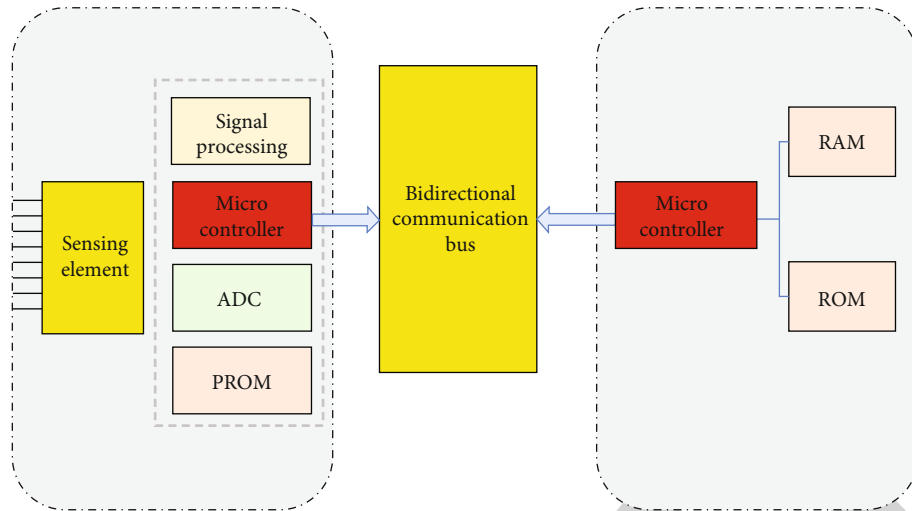 Sensing
element
Signal
processing
Micro
controller
ADC
PROM
Bidirectional
communication
bus
Micro
controller
RAM
ROM